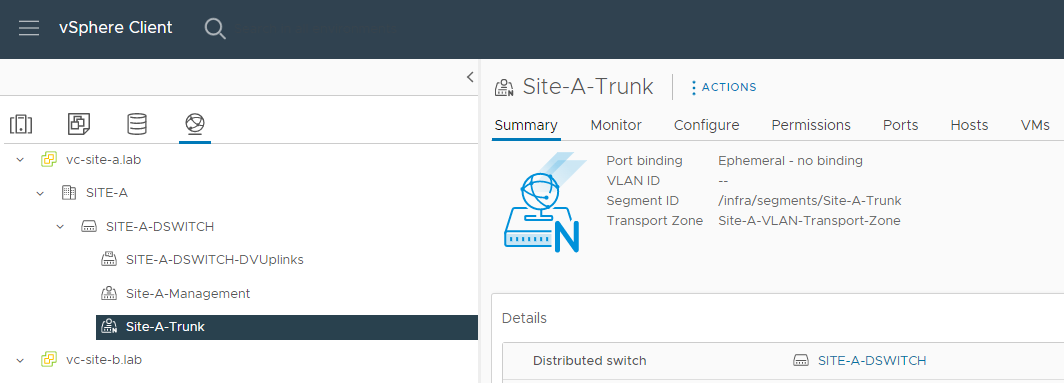 vSphere Client
Site-A-Trunk
ACTIONS
Summary Monitor Configure Permissions Ports Hosts VMs
vc-site-a.lab
SITE-A
SITE-A-DSWITCH
SITE-A-DSWITCH-DVUplinks
Site-A-Management
Site-A-Trunk
vc-site-b.lab
Port binding Ephemeral - no binding
VLAN ID --
Segment ID /infra/segments/Site-A-Trunk
Transport Zone Site-A-VLAN-Transport-Zone
N
Details
Distributed switch SITE-A-DSWITCH